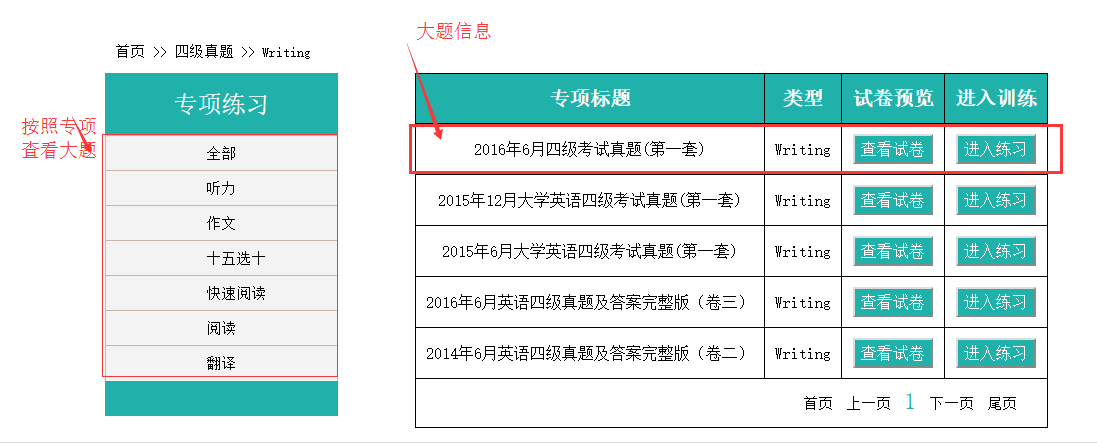 大题信息
首页 >> 四级真题 >> Writing
专项练习
按照专项
查看大题
全部
听力
作文
十五选十
快速阅读
阅读
翻译
专项标题 类型 试卷预览 进入训练
2016年6月四级考试真题(第一套) Writing 查看试卷 进入练习
2015年12月大学英语四级考试真题(第一套) Writing 查看试卷 进入练习
2015年6月大学英语四级考试真题(第一套) Writing 查看试卷 进入练习
2016年6月英语四级真题及答案完整版（卷三） Writing 查看试卷 进入练习
2014年6月英语四级真题及答案完整版（卷二） Writing 查看试卷 进入练习
首页 上一页 1 下一页 尾页